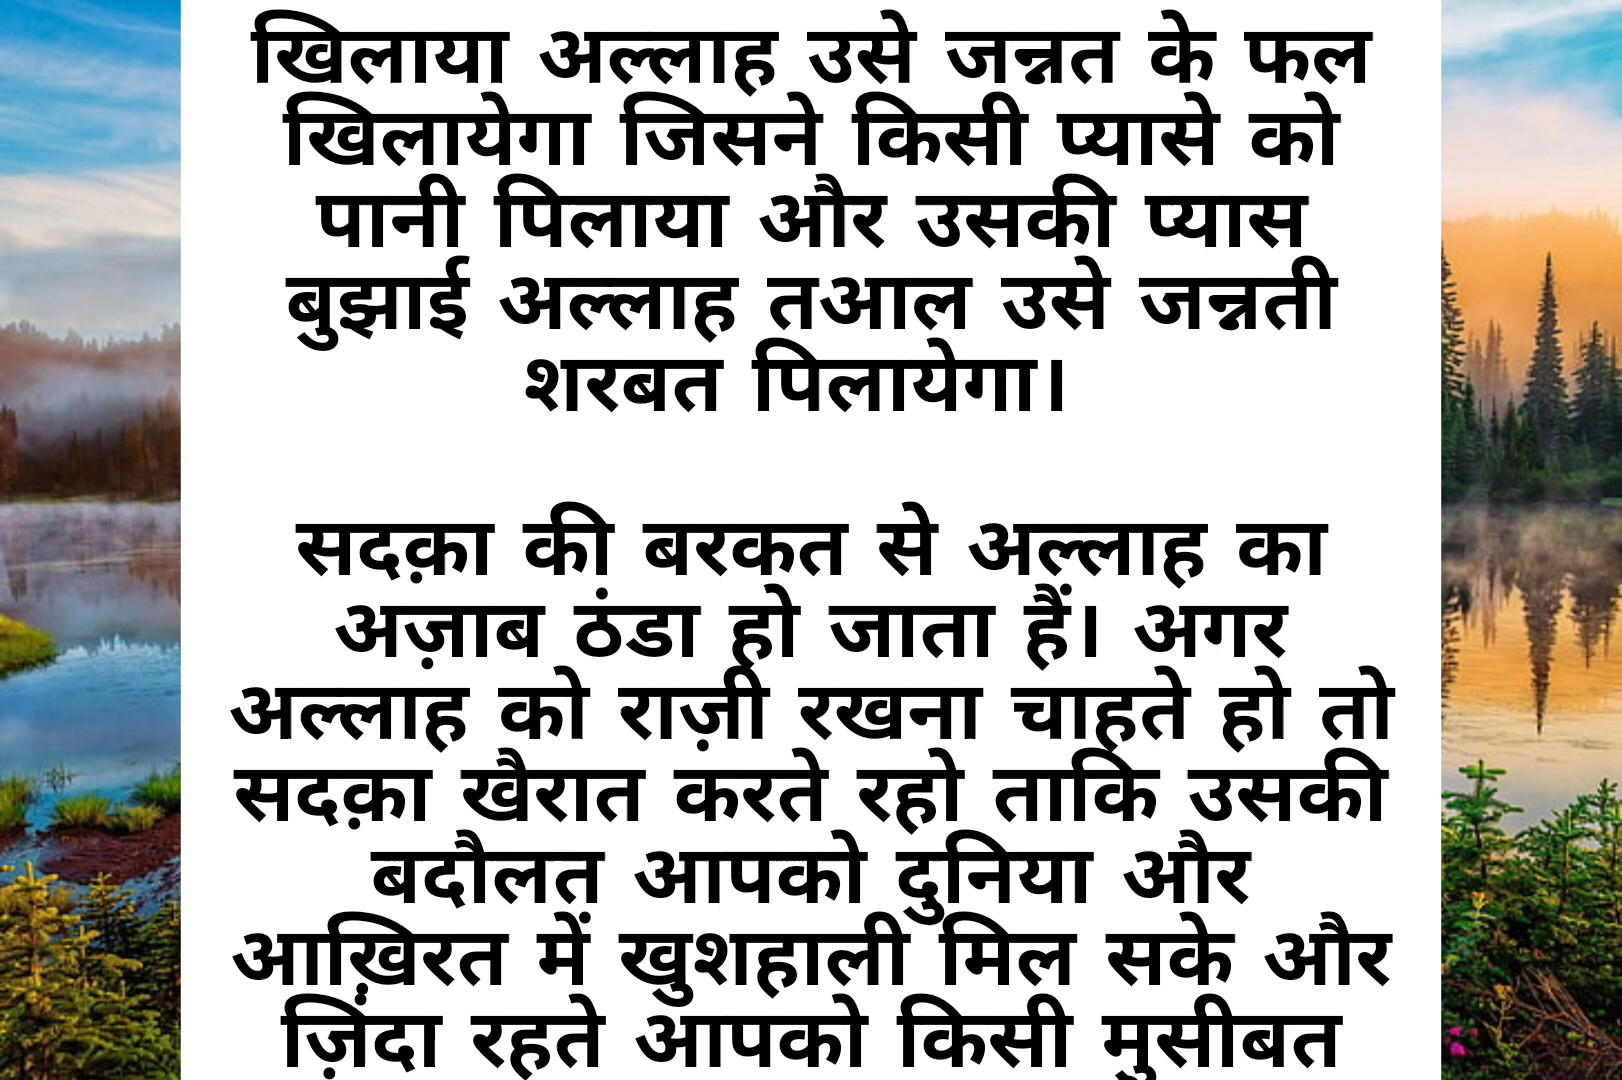 खिलाया अल्लाह उसे जन्नत के फल
खिलायेगा जिसने किसी प्यासे को
पानी पिलाया और उसकी प्यास
बुझाई अल्लाह तआल उसे जन्नती
शरबत पिलायेगा।
सदक़ा की बरकत से अल्लाह का
अज़ाब ठंडा हो जाता हैं। अगर
अल्लाह को राज़ी रखना चाहते हो तो
सदक़ा खैरात करते रहो ताकि उसकी
बदौलत आपको दुनिया और
आख़िरत में खुशहाली मिल सके और
ज़िंदा रहते आपको किसी मुसीबत